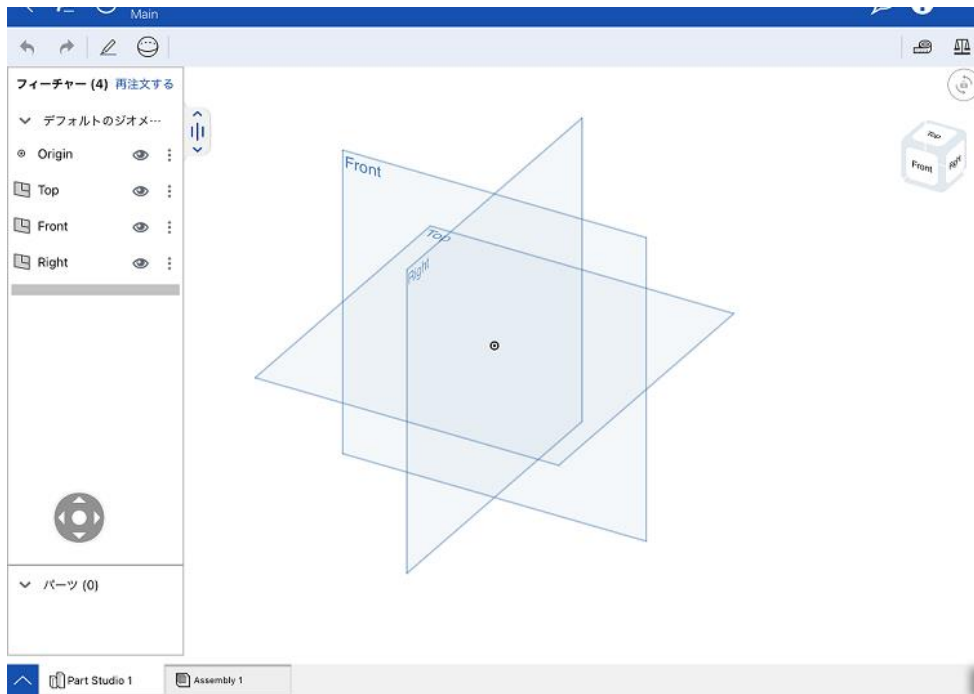 Main
フィーチャー (4) 再注文する
デフォルトのジオメ…
Origin
Top
Front
Right
パーツ (0)
Front
Top
Right
Top
Front
Right
Part Studio 1
Assembly 1